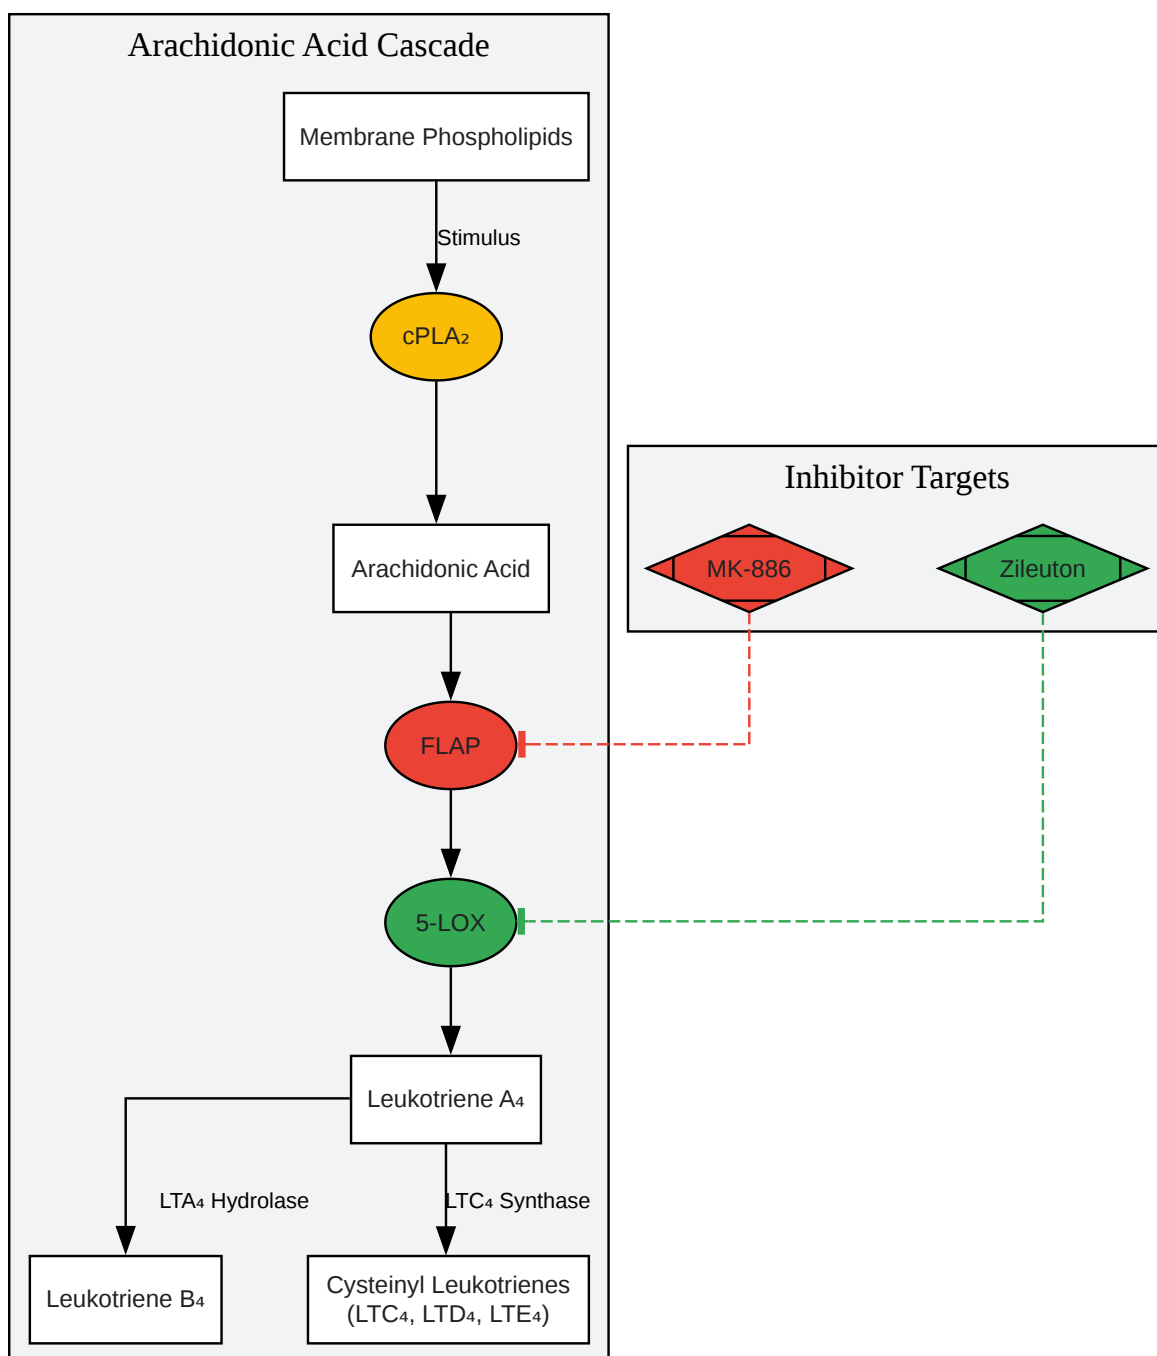 Arachidonic Acid Cascade
Membrane Phospholipids
Stimulus
cPLA₂
Inhibitor Targets
Arachidonic Acid
MK-886
Zileuton
FLAP
5-LOX
Leukotriene A₄
LTA₄ Hydrolase
LTC₄ Synthase
Leukotriene B₄
Cysteinyl Leukotrienes
(LTC₄, LTD₄, LTE₄)